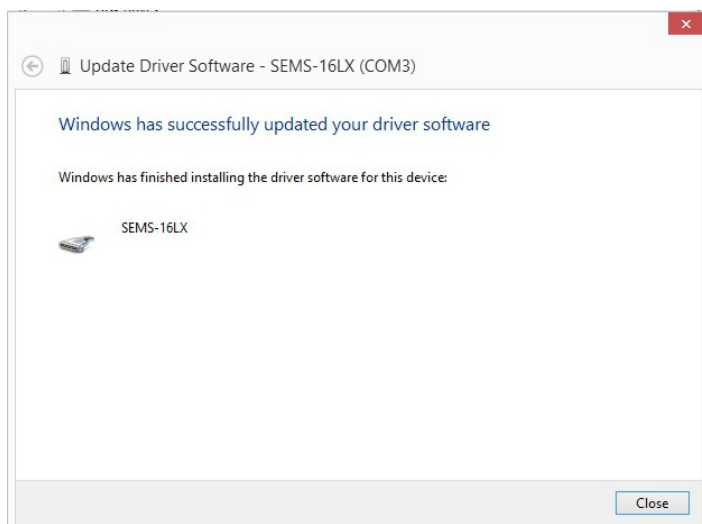 Update Driver Software - SEMS-16LX (COM3)
Windows has successfully updated your driver software
Windows has finished installing the driver software for this device:
SEMS-16LX
Close